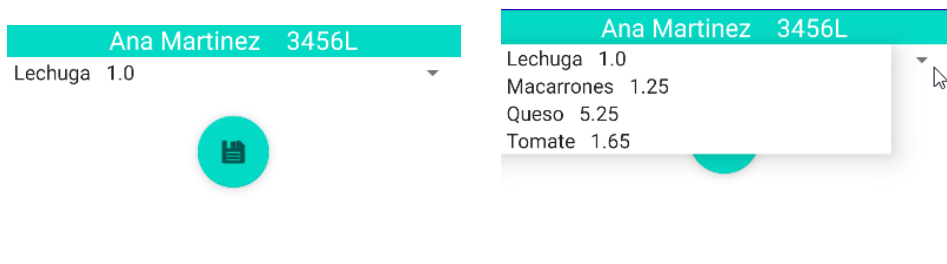 Ana Martinez 3456L
Lechuga 1.0
Ana Martinez 3456L
Lechuga 1.0
Macarrones 1.25
Queso 5.25
Tomate 1.65